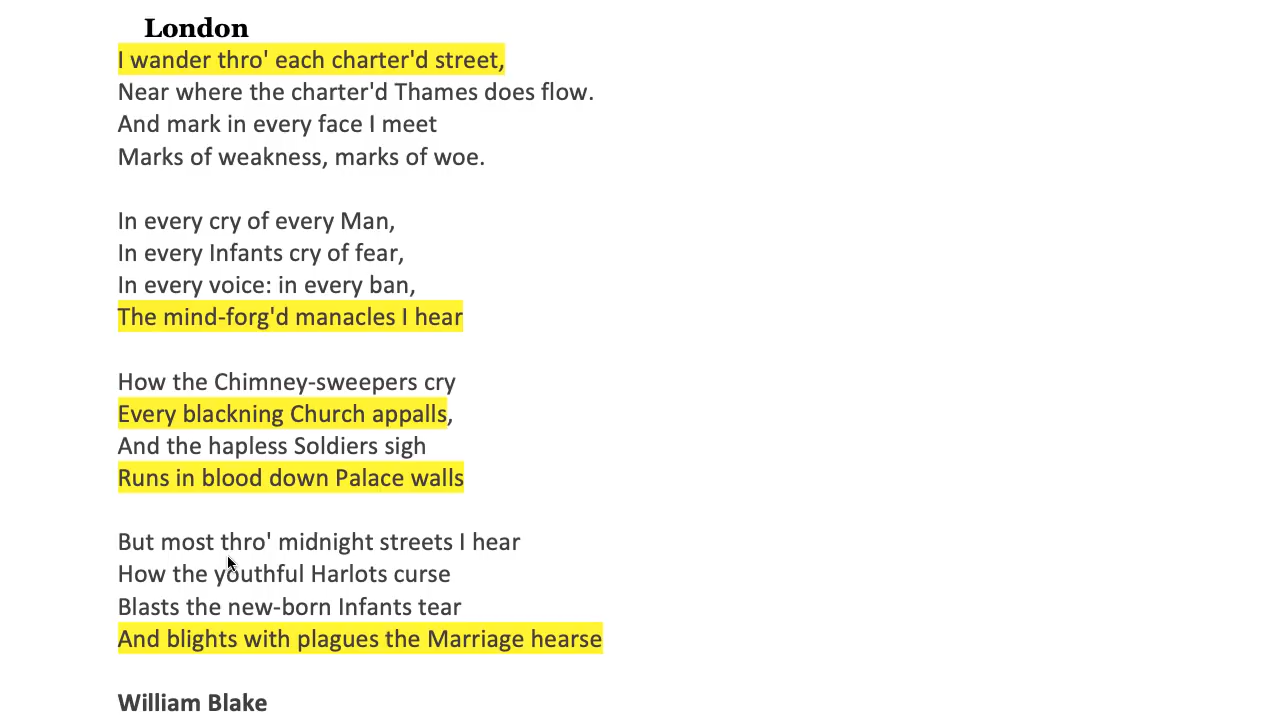 London
I wander thro' each charter'd street,
Near where the charter'd Thames does flow.
And mark in every face I meet
Marks of weakness, marks of woe.
In every cry of every Man,
In every Infants cry of fear,
In every voice: in every ban,
The mind-forg'd manacles I hear
How the Chimney-sweepers cry
Every blackning Church appalls,
And the hapless Soldiers sigh
Runs in blood down Palace walls
But most thro' midnight streets I hear
How the youthful Harlots curse
Blasts the new-born Infants tear
And blights with plagues the Marriage hearse
William Blake